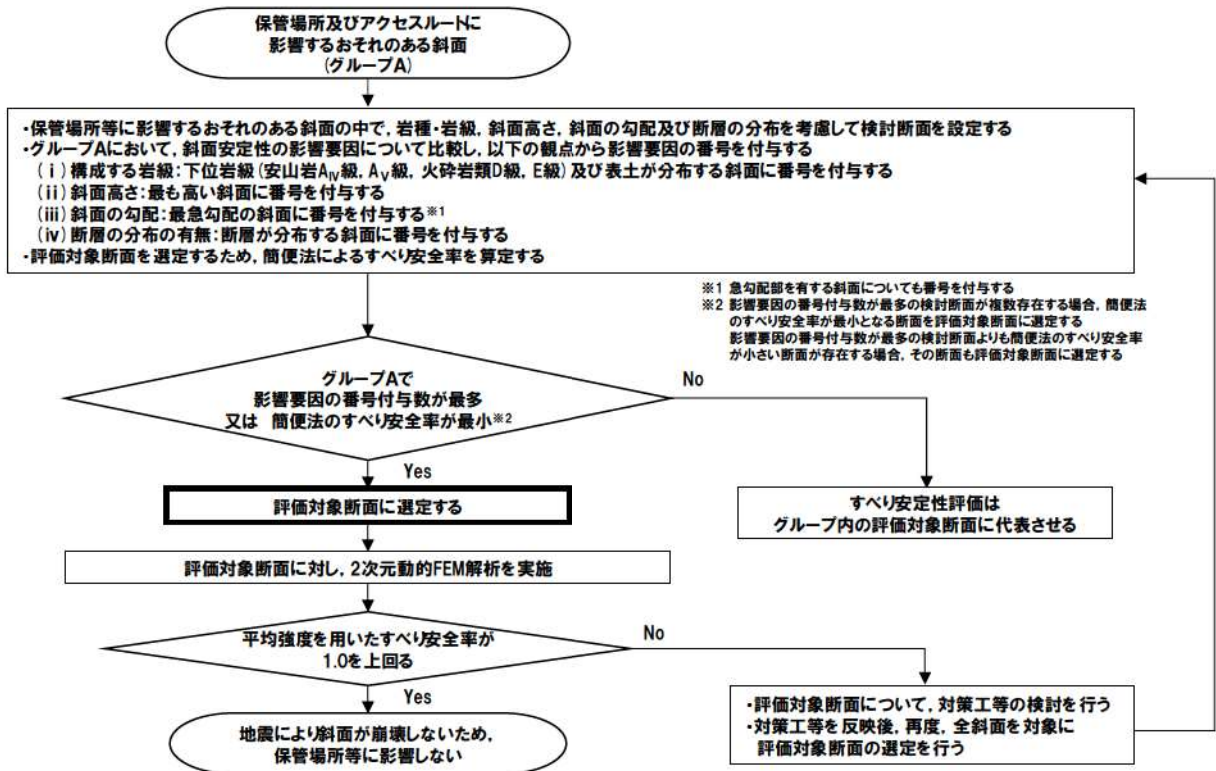 保管場所及びアクセスルートに
影響するおそれのある斜面
(グループA)
・保管場所等に影響するおそれのある斜面の中で，岩種・岩級，斜面高さ，斜面の勾配及び断層の分布を考慮して検討断面を設定する
・グループAにおいて，斜面安定性の影響要因について比較し，以下の観点から影響要因の番号を付与する
(ⅰ)構成する岩級：下位岩級(安山岩AⅣ級，AⅤ級，火砕岩類D級，E級)及び表土が分布する斜面に番号を付与する
(ii)斜面高さ：最も高い斜面に番号を付与する
(iii)斜面の勾配：最急勾配の斜面に番号を付与する※1
(iv)断層の分布の有無：断層が分布する斜面に番号を付与する
・評価対象断面を選定するため，簡便法によるすべり安全率を算定する
※1 急勾配部を有する斜面についても番号を付与する
※2 影響要因の番号付与数が最多の検討断面が複数存在する場合，簡便法
のすべり安全率が最小となる断面を評価対象断面に選定する
影響要因の番号付与数が最多の検討断面よりも簡便法のすべり安全率
が小さい断面が存在する場合，その断面も評価対象断面に選定する
グループAで
影響要因の番号付与数が最多
又は 簡便法のすべり安全率が最小※2
No
Yes
評価対象断面に選定する
すべり安定性評価は
グループ内の評価対象断面に代表させる
評価対象断面に対し，2次元動的FEM解析を実施
平均強度を用いたすべり安全率が
1.0を上回る
No
Yes
・評価対象断面について，対策工等の検討を行う
・対策工等を反映後，再度，全斜面を対象に
評価対象断面の選定を行う
地震により斜面が崩壊しないため，
保管場所等に影響しない